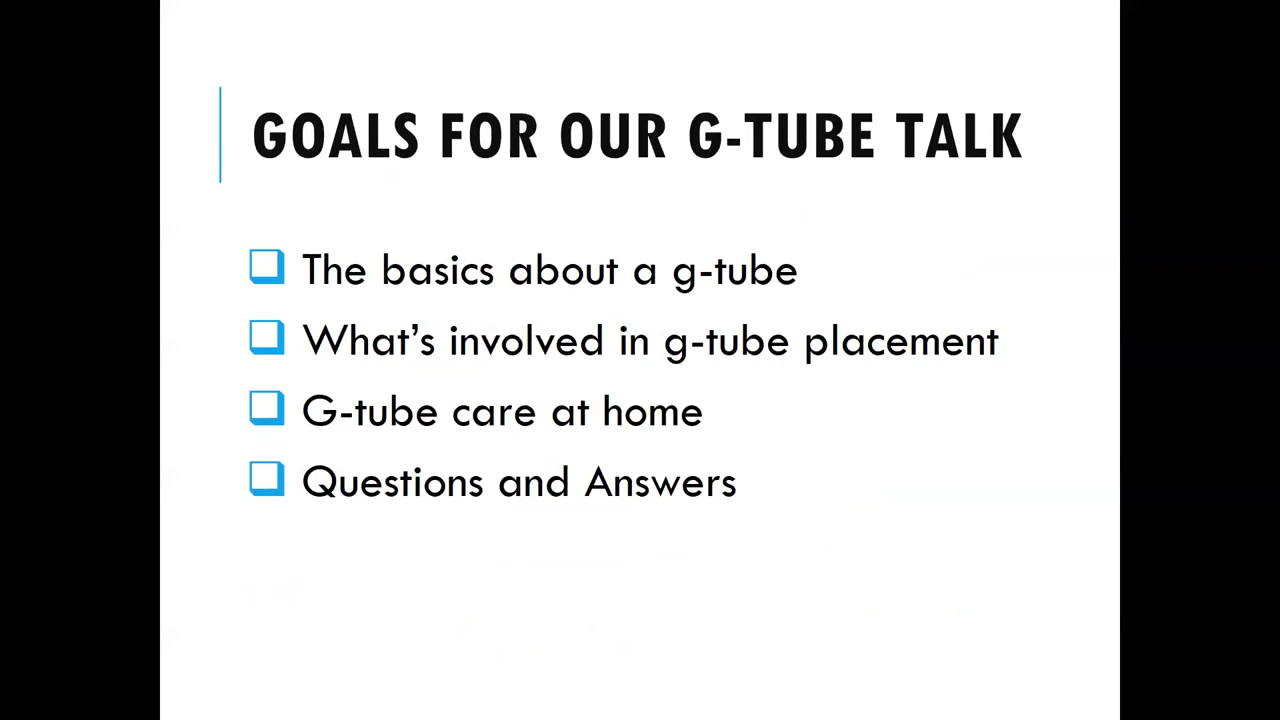 GOALS FOR OUR G-TUBE TALK
The basics about a g-tube
What's involved in g-tube placement
G-tube care at home
Questions and Answers